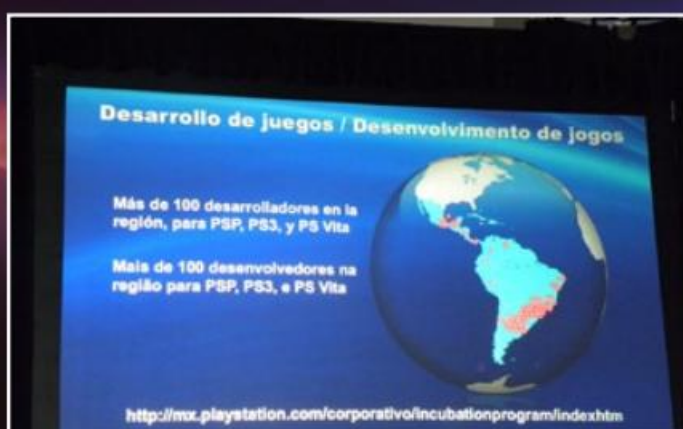 Desarrollo de juegos / Desenvolvimento de jogos
Más de 100 desarrolladores en la
región, para PSP, PS3, y PS Vita
Mais de 100 desenvolvedores na
região para PSP, PS3, e PS Vita
http://mx.playstation.com/corporativo/incubationprogram/indexhtm